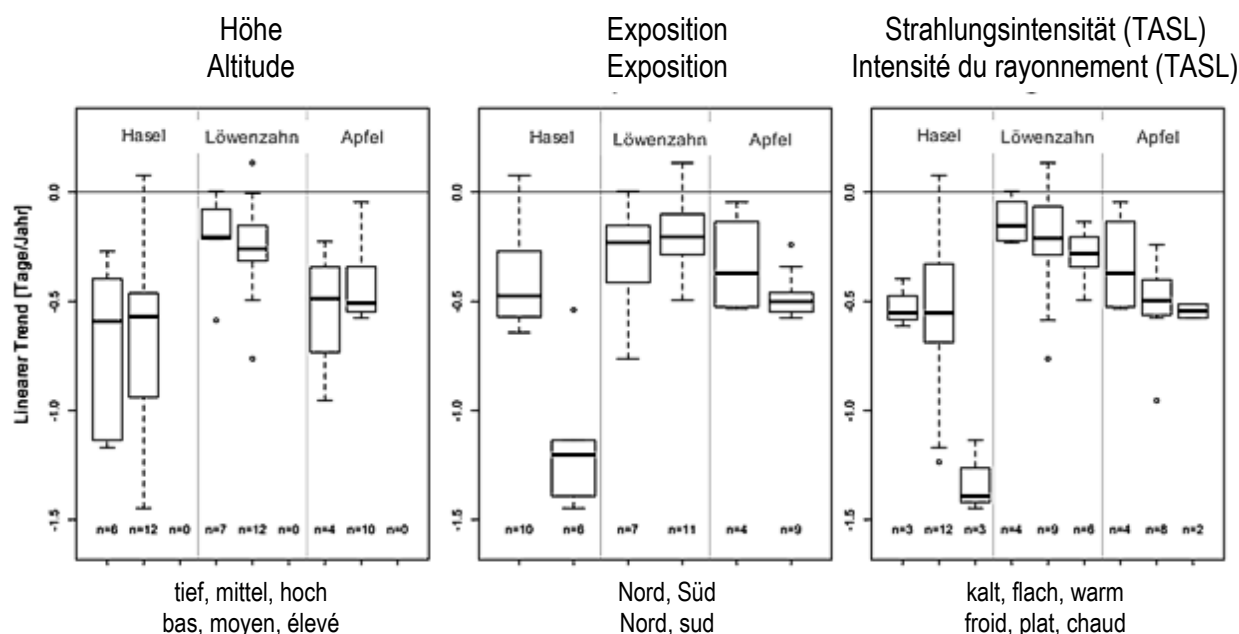 Höhe
Altitude
Exposition
Exposition
Strahlungsintensität (TASL)
Intensité du rayonnement (TASL)
Linearer Trend [Tage/Jahr]
0.0
-0.5
-1.0
-1.5
Hasel Löwenzahn Apfel
n=6 n=12 n=0 n=7 n=12 n=0 n=4 n=10 n=0
tief, mittel, hoch
bas, moyen, élevé
0.0
-0.5
-1.0
-1.5
Hasel Löwenzahn Apfel
n=10 n=6 n=7 n=11 n=4 n=9
Nord, Süd
Nord, sud
0.0
-0.5
-1.0
-1.5
Hasel Löwenzahn Apfel
n=3 n=12 n=3 n=4 n=9 n=6 n=4 n=8 n=2
kalt, flach, warm
froid, plat, chaud